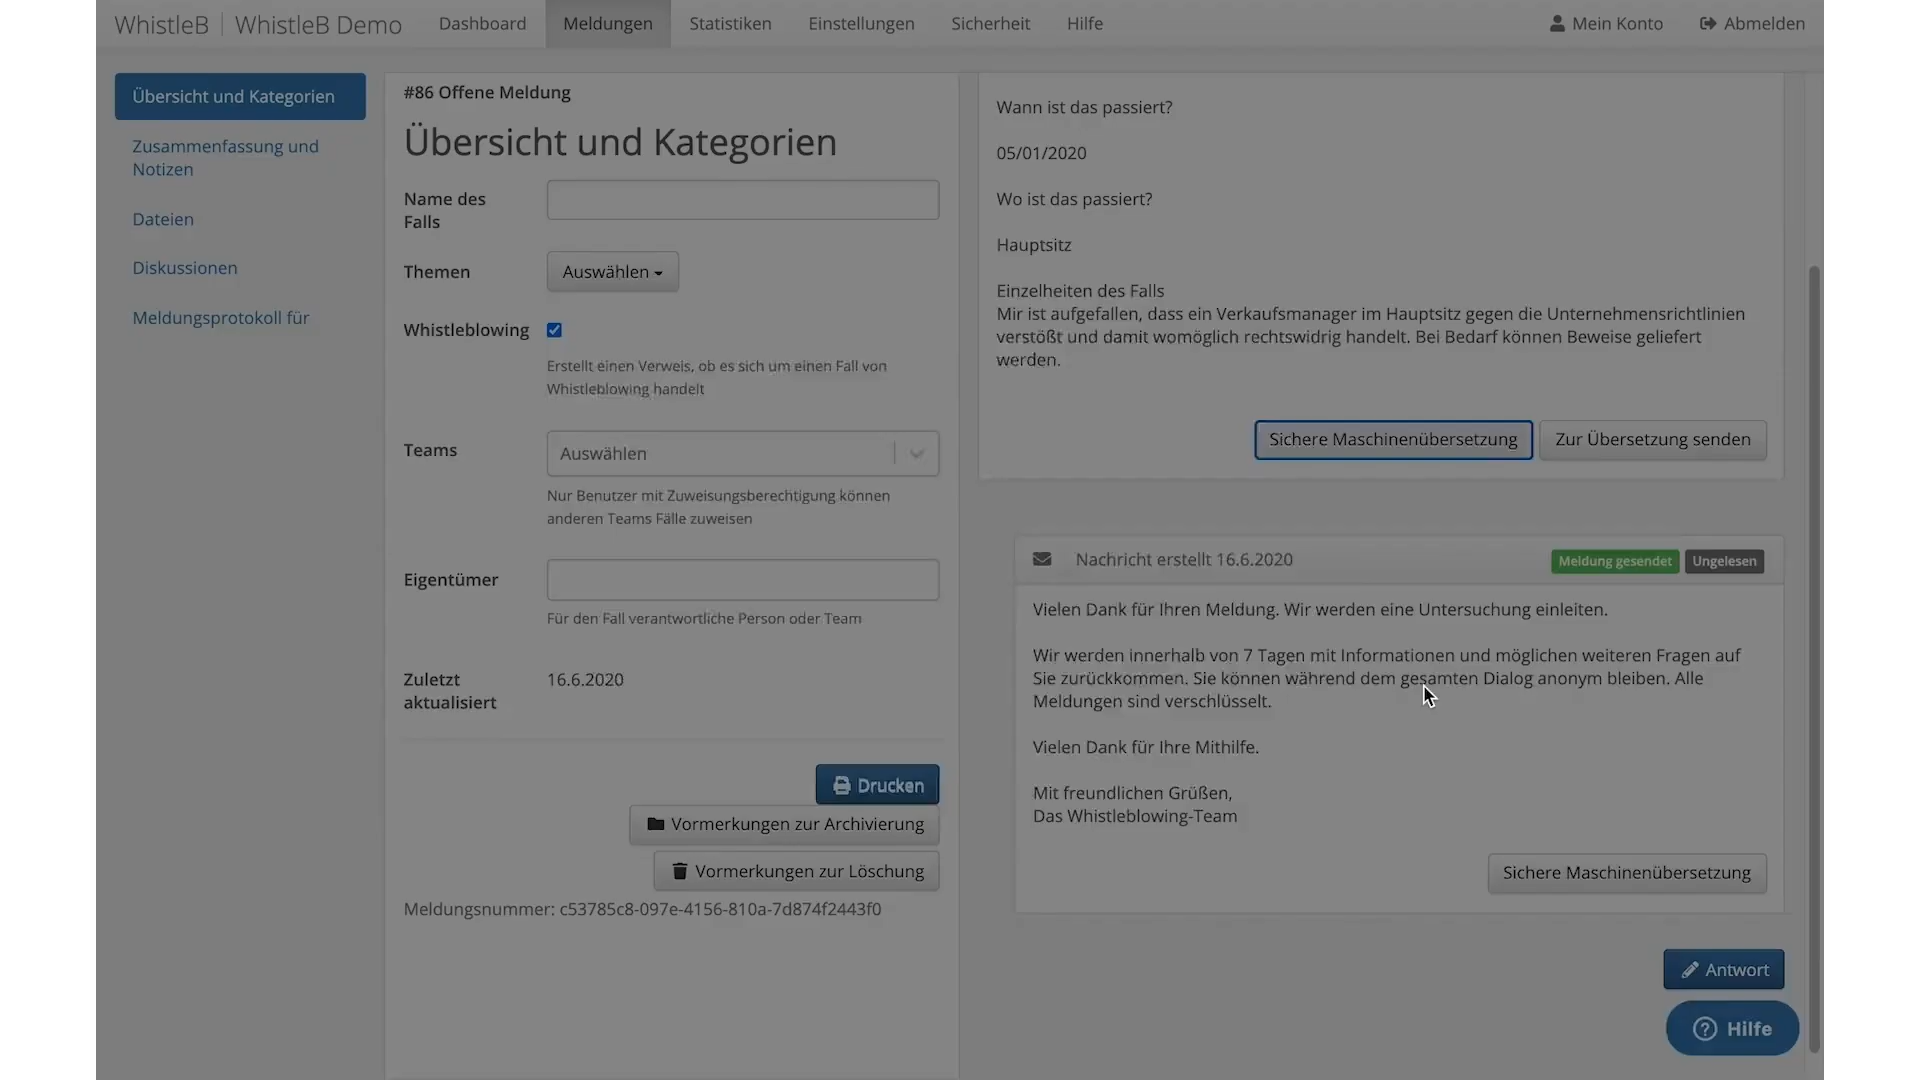 WhistleB | WhistleB Demo Dashboard Meldungen Statistiken Einstellungen Sicherheit Hilfe Mein Konto Abmelden
Übersicht und Kategorien
Zusammenfassung und
Notizen
Dateien
Diskussionen
Meldungsprotokoll für
#86 Offene Meldung
Übersicht und Kategorien
Name des
Falls
Themen Auswählen
Whistleblowing
Erstellt einen Verweis, ob es sich um einen Fall von
Whistleblowing handelt
Teams Auswählen
Nur Benutzer mit Zuweisungsberechtigung können
anderen Teams Fälle zuweisen
Eigentümer
Für den Fall verantwortliche Person oder Team
Zuletzt
aktualisiert
16.6.2020
Drucken
Vormerkungen zur Archivierung
Vormerkungen zur Löschung
Meldungsnummer: c53785c8-097e-4156-810a-7d874f2443f0
Wann ist das passiert?
05/01/2020
Wo ist das passiert?
Hauptsitz
Einzelheiten des Falls
Mir ist aufgefallen, dass ein Verkaufsmanager im Hauptsitz gegen die Unternehmensrichtlinien
verstößt und damit womöglich rechtswidrig handelt. Bei Bedarf können Beweise geliefert
werden.
Sichere Maschinenübersetzung Zur Übersetzung senden
Nachricht erstellt 16.6.2020 Meldung gesendet Ungelesen
Vielen Dank für Ihren Meldung. Wir werden eine Untersuchung einleiten.
Wir werden innerhalb von 7 Tagen mit Informationen und möglichen weiteren Fragen auf
Sie zurückkommen. Sie können während dem gesamten Dialog anonym bleiben. Alle
Meldungen sind verschlüsselt.
Vielen Dank für Ihre Mithilfe.
Mit freundlichen Grüßen,
Das Whistleblowing-Team
Sichere Maschinenübersetzung
Antwort
Hilfe